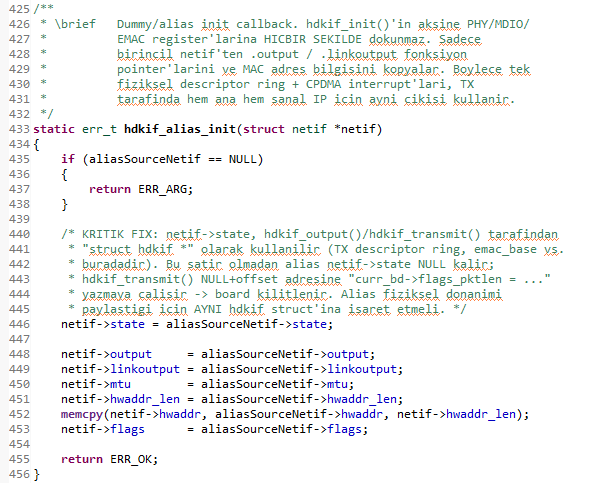 425 /**
426  * \brief   Dummy/alias init callback. hdkif_init()'in aksine PHY/MDIO/
427  *          EMAC register'larina HICBIR SEKILDE dokunmaz. Sadece
428  *          birincil netif'ten .output / .linkoutput fonksiyon
429  *          pointer'larini ve MAC adres bilgisini kopyalar. Boylece tek
430  *          fiziksel descriptor ring + CPDMA interrupt'lari, TX
431  *          tarafinda hem ana hem sanal IP icin ayni cikisi kullanir.
432  */
433 static err_t hdkif_alias_init(struct netif *netif)
434 {
435     if (aliasSourceNetif == NULL)
436     {
437         return ERR_ARG;
438     }
439
440     /* KRITIK FIX: netif->state, hdkif_output()/hdkif_transmit() tarafindan
441      * "struct hdkif *" olarak kullanilir (TX descriptor ring, emac_base vs.
442      * buradadir). Bu satir olmadan alias netif->state NULL kalir;
443      * hdkif_transmit() NULL+offset adresine "curr_bd->flags_pktlen = ..."
444      * yazmaya calisir -> board kilitlenir. Alias fiziksel donanimi
445      * paylastigi icin AYNI hdkif struct'ina isaret etmeli. */
446     netif->state = aliasSourceNetif->state;
447
448     netif->output     = aliasSourceNetif->output;
449     netif->linkoutput = aliasSourceNetif->linkoutput;
450     netif->mtu        = aliasSourceNetif->mtu;
451     netif->hwaddr_len = aliasSourceNetif->hwaddr_len;
452     memcpy(netif->hwaddr, aliasSourceNetif->hwaddr, netif->hwaddr_len);
453     netif->flags      = aliasSourceNetif->flags;
454
455     return ERR_OK;
456 }